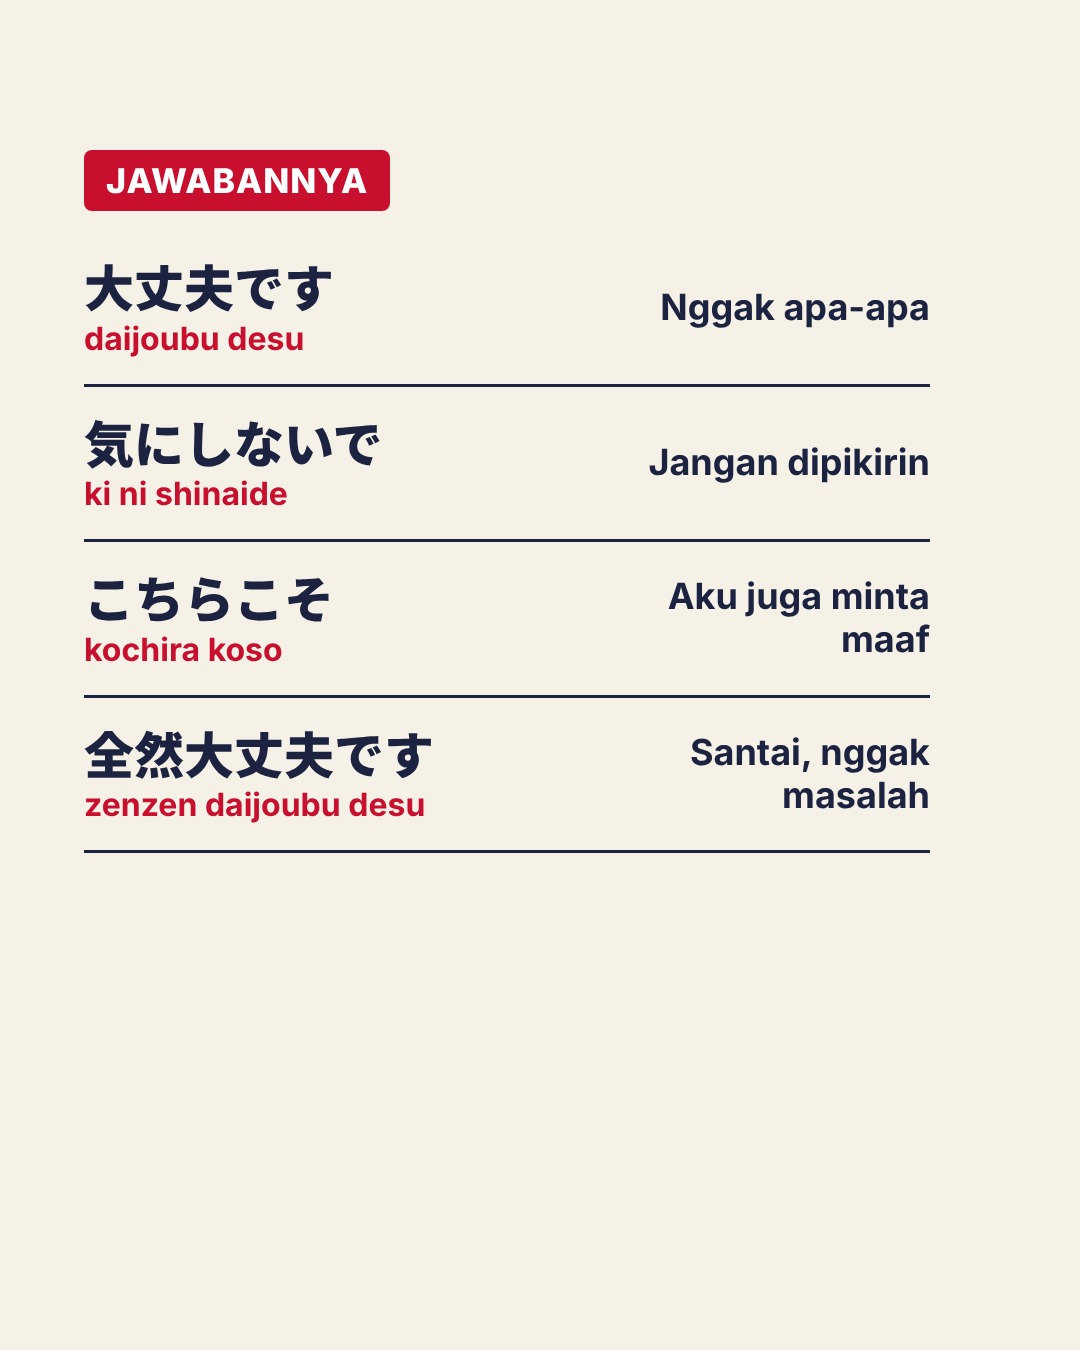 JAWABANNYA
大丈夫です
daijoubu desu
Nggak apa-apa
気にしないで
ki ni shinaide
Jangan dipikirin
こちらこそ
kochira koso
Aku juga minta
maaf
全然大丈夫です
zenzen daijoubu desu
Santai, nggak
masalah